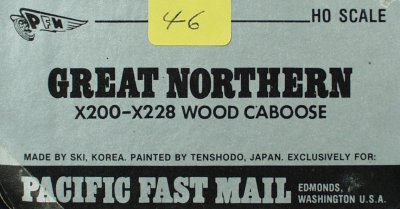 PFM
46
HO SCALE
GREAT NORTHERN
X200-X228 WOOD CABOOSE
MADE BY SKI, KOREA. PAINTED BY TENSHODO, JAPAN. EXCLUSIVELY FOR:
PACIFIC FAST MAIL
EDMONDS,
WASHINGTON U.S.A.